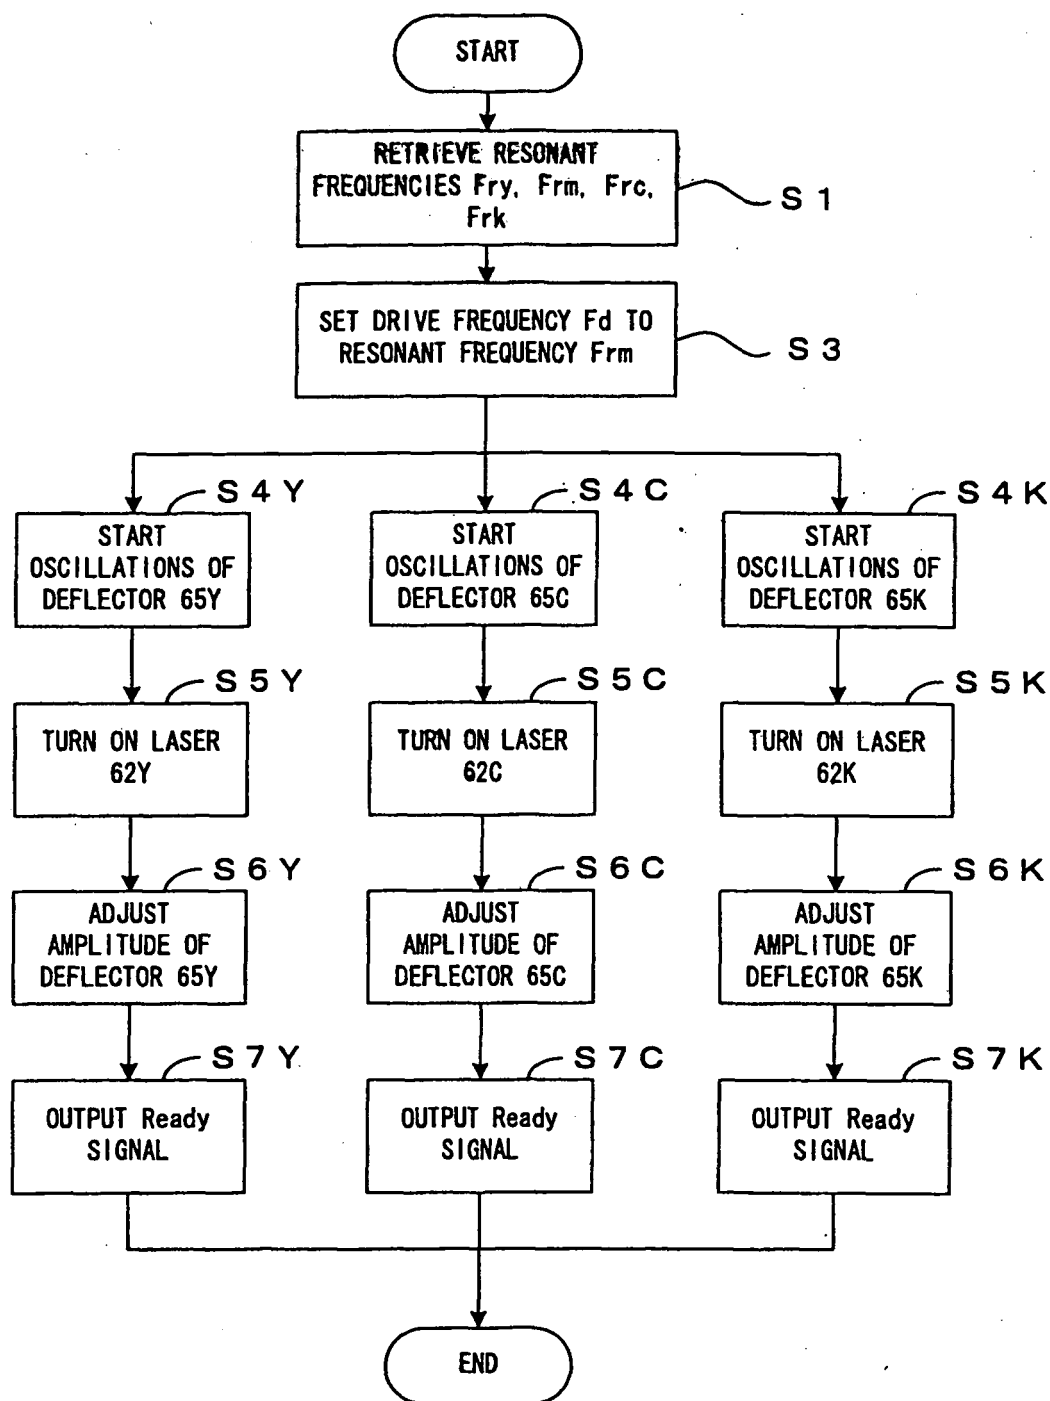 START
RETRIEVE RESONANT
FREQUENCIES Fry, Frm, Frc,
Frk
S 1
SET DRIVE FREQUENCY Fd TO
RESONANT FREQUENCY Frm
S 3
S 4 Y
START
OSCILLATIONS OF
DEFLECTOR 65Y
S 4 C
START
OSCILLATIONS OF
DEFLECTOR 65C
S 4 K
START
OSCILLATIONS OF
DEFLECTOR 65K
S 5 Y
TURN ON LASER
62Y
S 5 C
TURN ON LASER
62C
S 5 K
TURN ON LASER
62K
S 6 Y
ADJUST
AMPLITUDE OF
DEFLECTOR 65Y
S 6 C
ADJUST
AMPLITUDE OF
DEFLECTOR 65C
S 6 K
ADJUST
AMPLITUDE OF
DEFLECTOR 65K
S 7 Y
OUTPUT Ready
SIGNAL
S 7 C
OUTPUT Ready
SIGNAL
S 7 K
OUTPUT Ready
SIGNAL
END